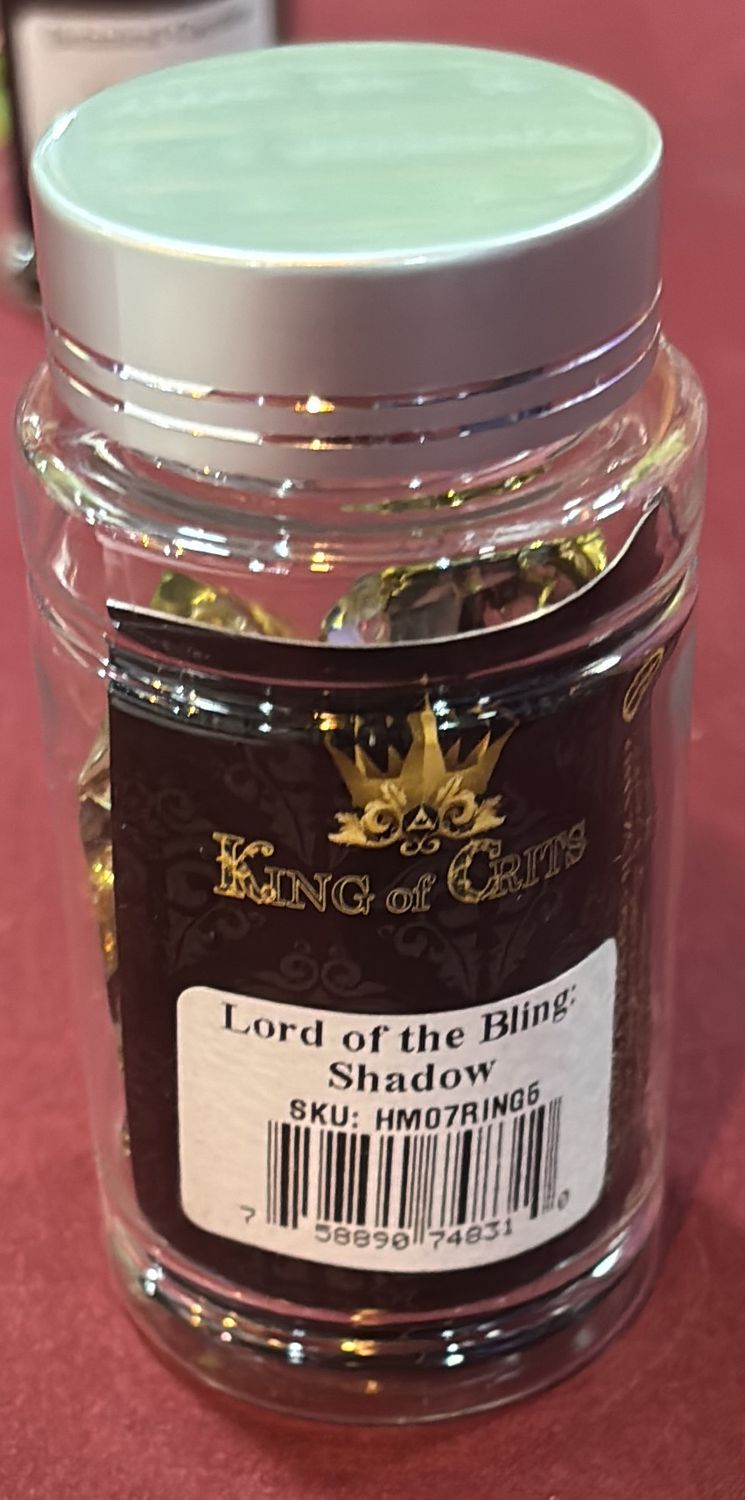 KING of CRITS
Lord of the Bling:
Shadow
SKU: HM07RING5
7 58890 74831 0